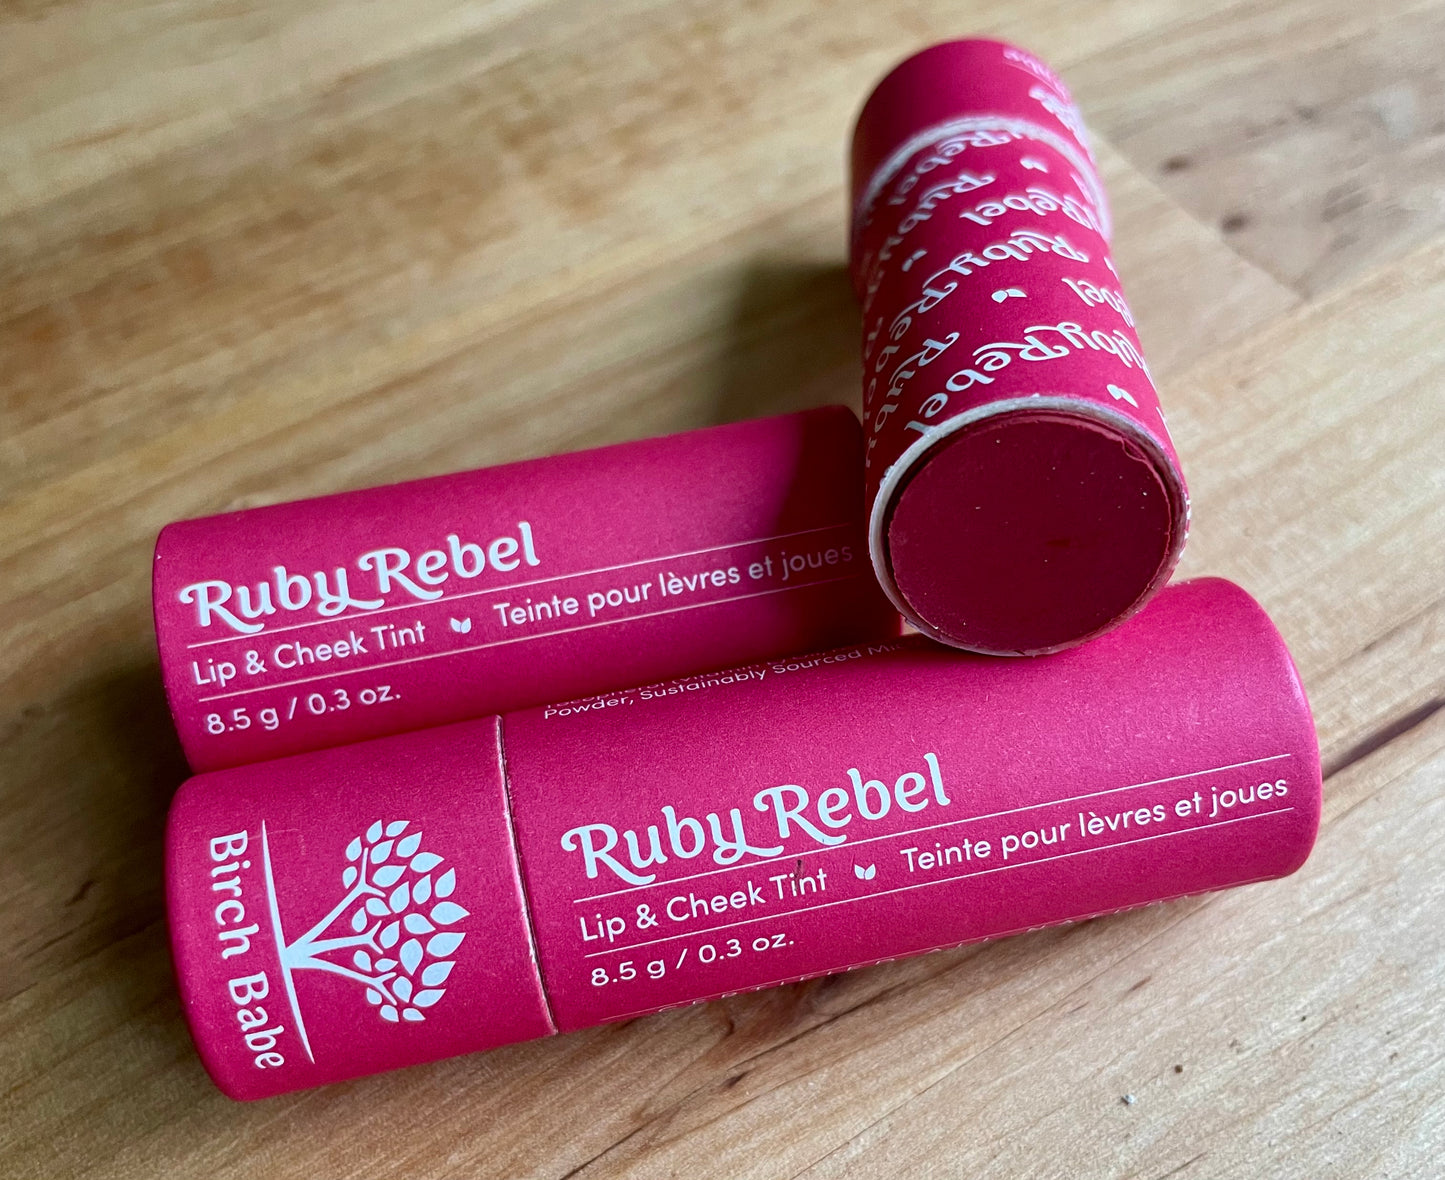 Ruby Rebel
Ruby Rebel
Ruby Rebel
Ruby Rebel
Lip & Cheek Tint Teinte pour lèvres et joues
8.5 g / 0.3 oz.
Powder, Sustainably Sourced
Birch Babe
Ruby Rebel
Lip & Cheek Tint Teinte pour lèvres et joues
8.5 g / 0.3 oz.